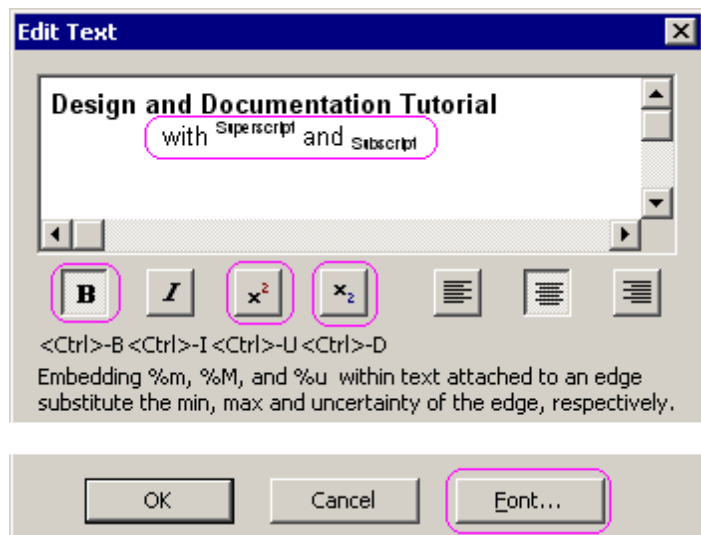 Edit Text
Design and Documentation Tutorial
with Superscript and Subscript
B I x² x₂
<Ctrl>-B <Ctrl>-I <Ctrl>-U <Ctrl>-D
Embedding %m, %M, and %u within text attached to an edge
substitute the min, max and uncertainty of the edge, respectively.
OK Cancel Font...